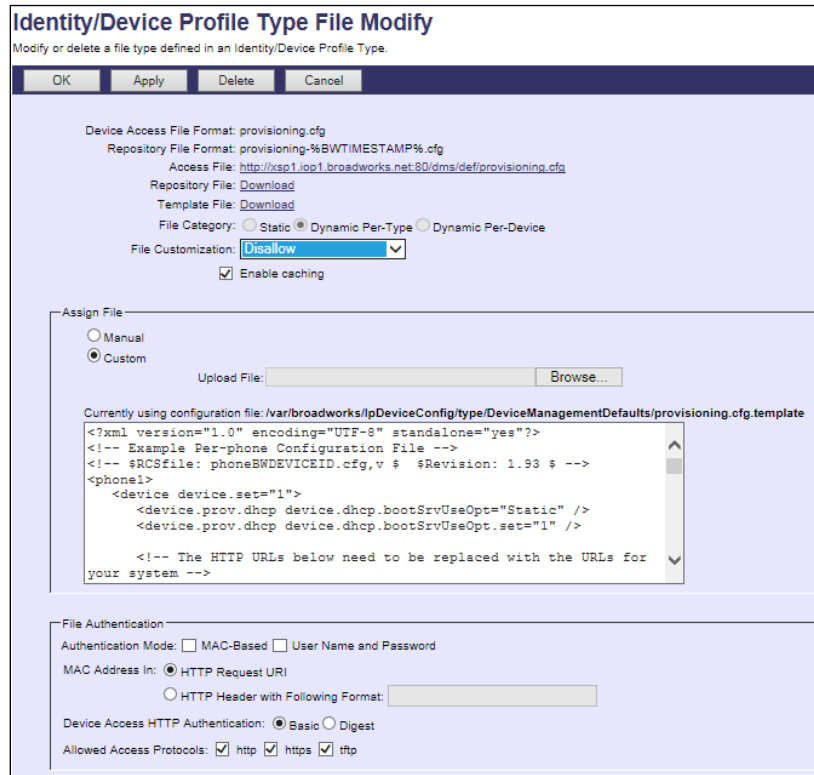 Identity/Device Profile Type File Modify
Modify or delete a file type defined in an Identity/Device Profile Type.
OK Apply Delete Cancel
Device Access File Format: provisioning.cfg
Repository File Format: provisioning-%BWTIMESTAMP%.cfg
Access File: http://xsp1.iop1.broadworks.net:80/dms/def/provisioning.cfg
Repository File: Download
Template File: Download
File Category: Static Dynamic Per-Type Dynamic Per-Device
File Customization: Disallow
Enable caching
Assign File
Manual
Custom
Upload File: Browse...
Currently using configuration file: /var/broadworks/IpDeviceConfig/type/DeviceManagementDefaults/provisioning.cfg.template
<?xml version="1.0" encoding="UTF-8" standalone="yes"?>
<!-- Example Per-phone Configuration File -->
<!-- $RCSfile: phoneBWDEVICEID.cfg,v $  $Revision: 1.93 $ -->
<phone1>
<device device.set="1">
<device.prov.dhcp device.dhcp.bootSrvUseOpt="Static" />
<device.prov.dhcp device.dhcp.bootSrvUseOpt.set="1" />
<!-- The HTTP URLs below need to be replaced with the URLs for
your system -->
File Authentication
Authentication Mode: MAC-Based User Name and Password
MAC Address In: HTTP Request URI
HTTP Header with Following Format:
Device Access HTTP Authentication: Basic Digest
Allowed Access Protocols: http https tftp